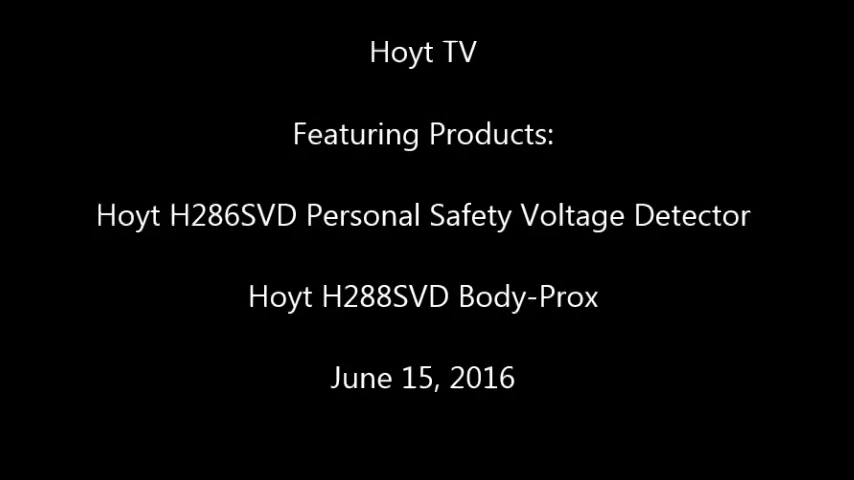 Hoyt TV
Featuring Products:
Hoyt H286SVD Personal Safety Voltage Detector
Hoyt H288SVD Body-Prox
June 15, 2016